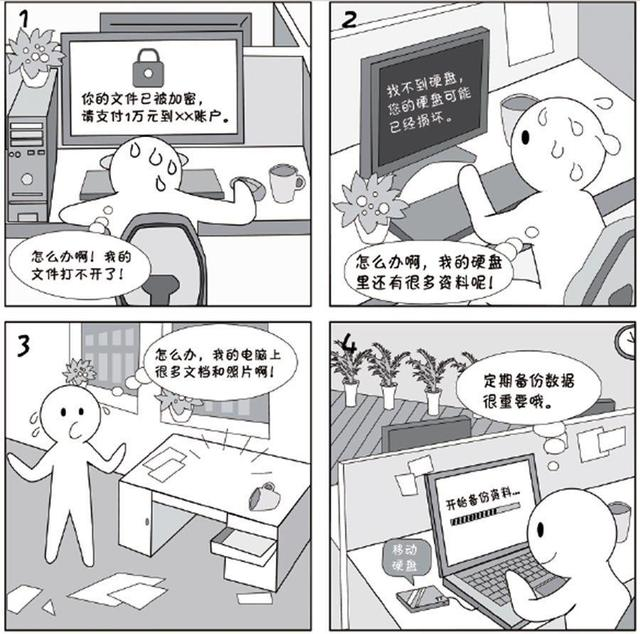 1
你的文件已被加密，
请支付1万元到××账户。
怎么办啊！我的
文件打不开了！
2
我不到硬盘，
您的硬盘可能
已经损坏。
怎么办啊，我的硬盘
里还有很多资料呢！
3
怎么办，我的电脑上
很多文档和照片啊！
4
定期备份数据
很重要哦。
开始备份资料...
移动
硬盘